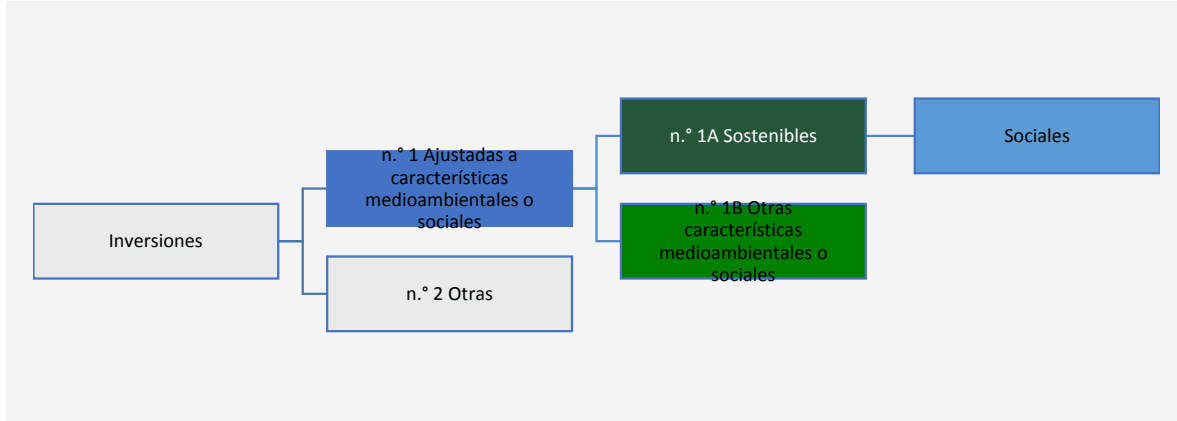 Inversiones
n.° 1 Ajustadas a
características
medioambientales o
sociales
n.° 2 Otras
n.° 1A Sostenibles
n.° 1B Otras
características
medioambientales o
sociales
Sociales